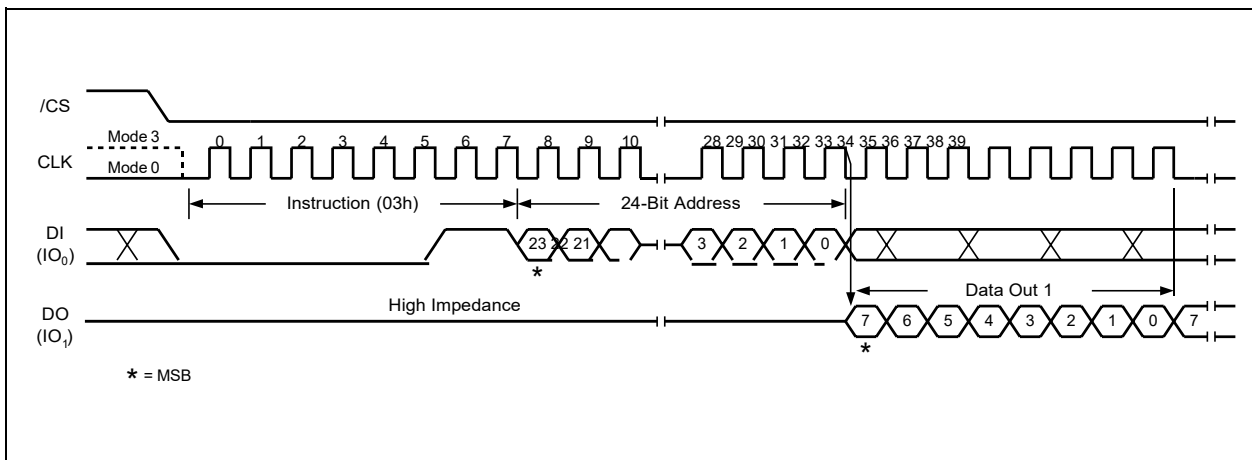 /CS
Mode 3
0 1 2 3 4 5 6 7 8 9 10 28 29 30 31 32 33 34 35 36 37 38 39
CLK
Mode 0
Instruction (03h) 24-Bit Address
DI
(IO0)
23 22 21 3 2 1 0
*
High Impedance Data Out 1
DO
(IO1)
7 6 5 4 3 2 1 0 7
*
* = MSB